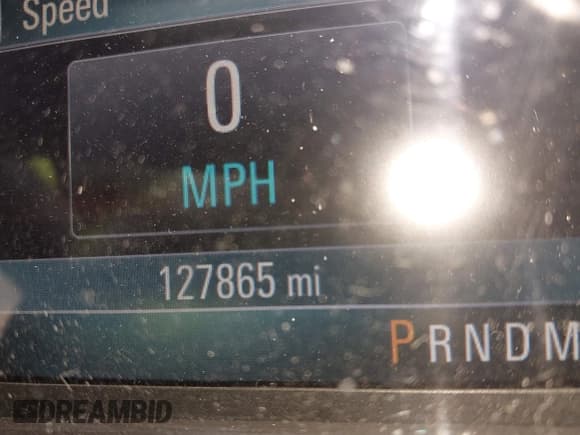 Speed
0
MPH
127865 mi
PRNDM
DREAMBID